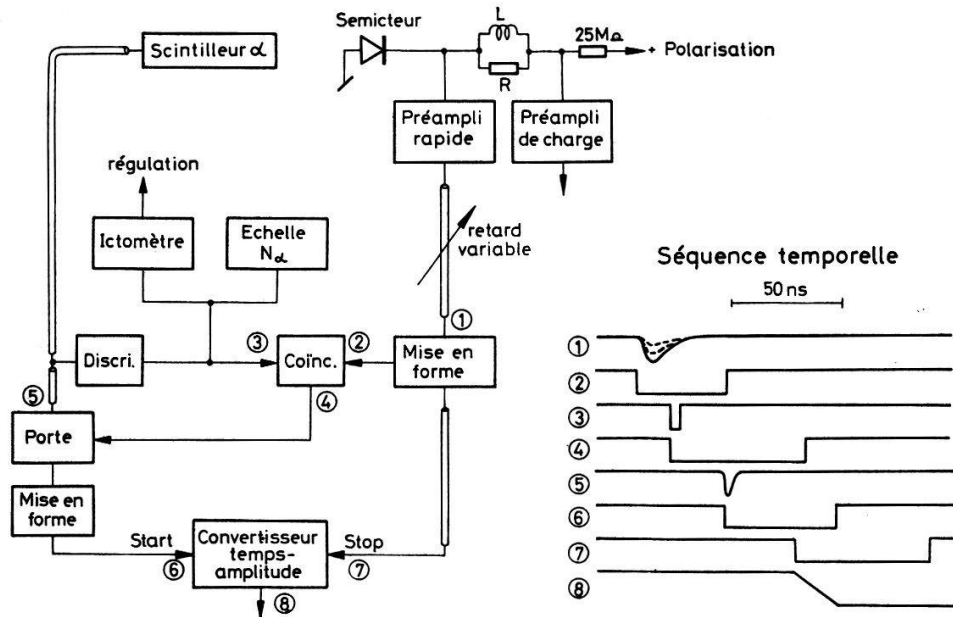 Scintilleur α
Semicteur
L
R
25MΩ
+ Polarisation
Préampli
rapide
Préampli
de charge
régulation
Ictomètre
Echelle
Nα
retard
variable
①
Discri.
③
Coïnc.
②
Mise en
forme
④
⑤
Porte
Mise en
forme
Start
⑥
Convertisseur
temps-
amplitude
Stop
⑦
⑧
Séquence temporelle
50 ns
①
②
③
④
⑤
⑥
⑦
⑧